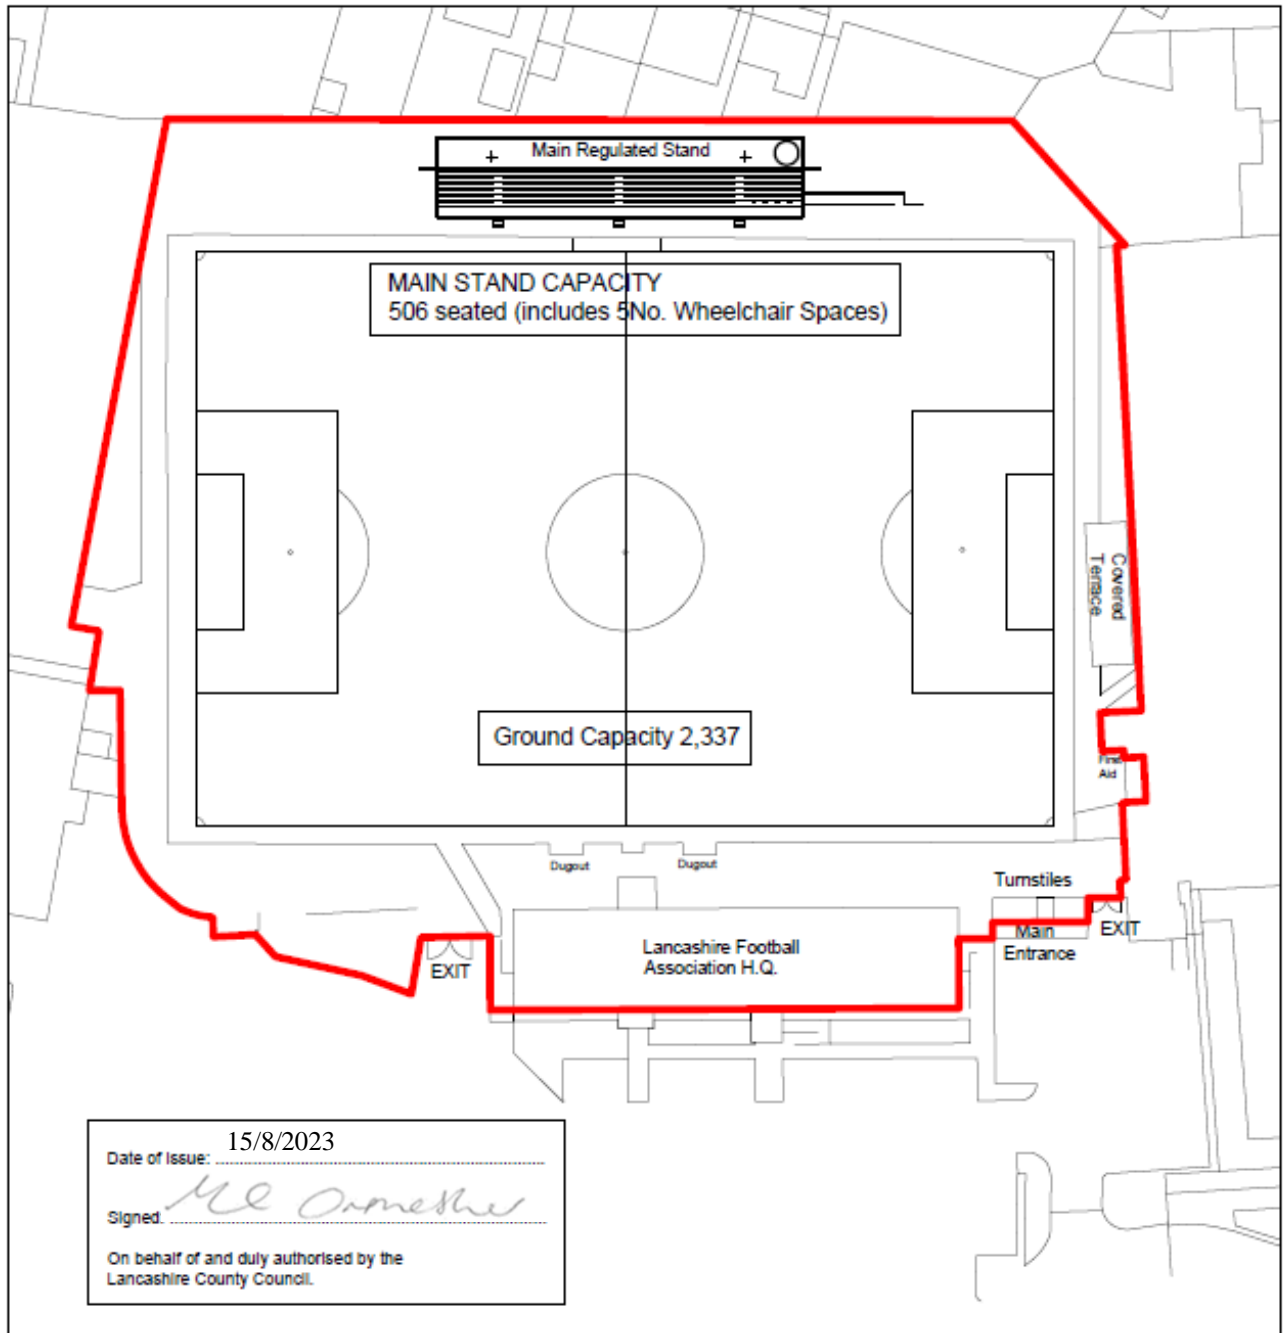 Main Regulated Stand
MAIN STAND CAPACITY
506 seated (includes 5No. Wheelchair Spaces)
Covered
Terrace
Ground Capacity 2,337
First
Aid
Dugout
Dugout
Turnstiles
Main
Entrance
EXIT
Lancashire Football
Association H.Q.
EXIT
Date of Issue: 15/8/2023
Signed.
On behalf of and duly authorised by the
Lancashire County Council.